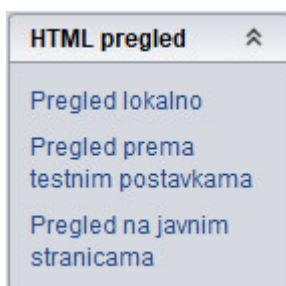 HTML pregled
Pregled lokalno
Pregled prema
testnim postavkama
Pregled na javnim
stranicama